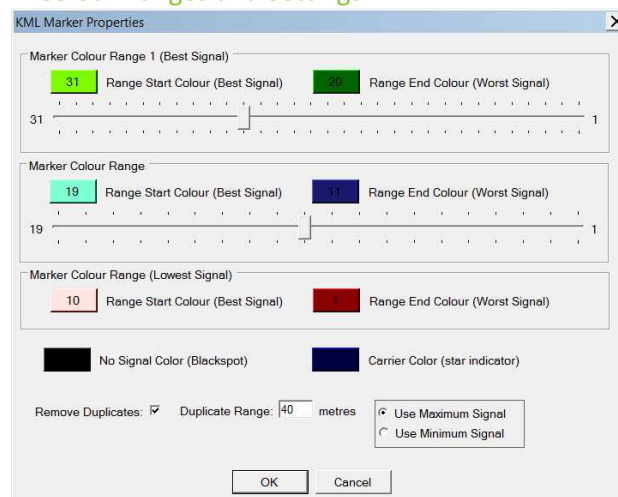 KML Marker Properties X
Marker Colour Range 1 (Best Signal)
31 Range Start Colour (Best Signal) 20 Range End Colour (Worst Signal)
31 1
Marker Colour Range
19 Range Start Colour (Best Signal) 11 Range End Colour (Worst Signal)
19 1
Marker Colour Range (Lowest Signal)
10 Range Start Colour (Best Signal) 1 Range End Colour (Worst Signal)
No Signal Color (Blackspot) Carrier Color (star indicator)
Remove Duplicates: Duplicate Range: 40 metres Use Maximum Signal
Use Minimum Signal
OK Cancel